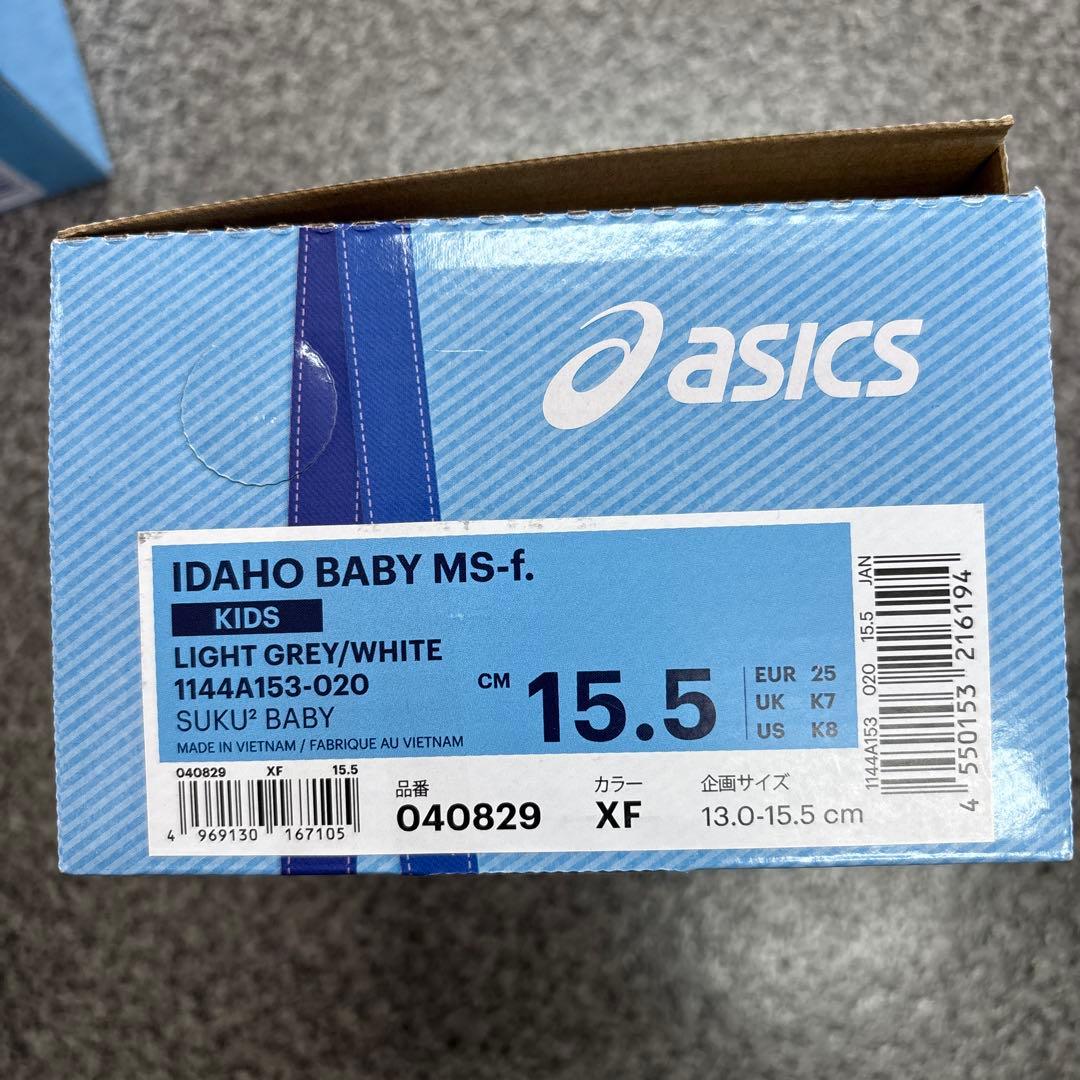 asics
IDAHO BABY MS-f.
KIDS
LIGHT GREY/WHITE
1144A153-020
SUKU² BABY
MADE IN VIETNAM / FABRIQUE AU VIETNAM
CM 15.5
EUR 25
UK K7
US K8
040829 XF 15.5
4 969130 167105
品番
040829
カラー
XF
企画サイズ
13.0-15.5 cm
1144A153 020 15.5 JAN
4 550153 216194